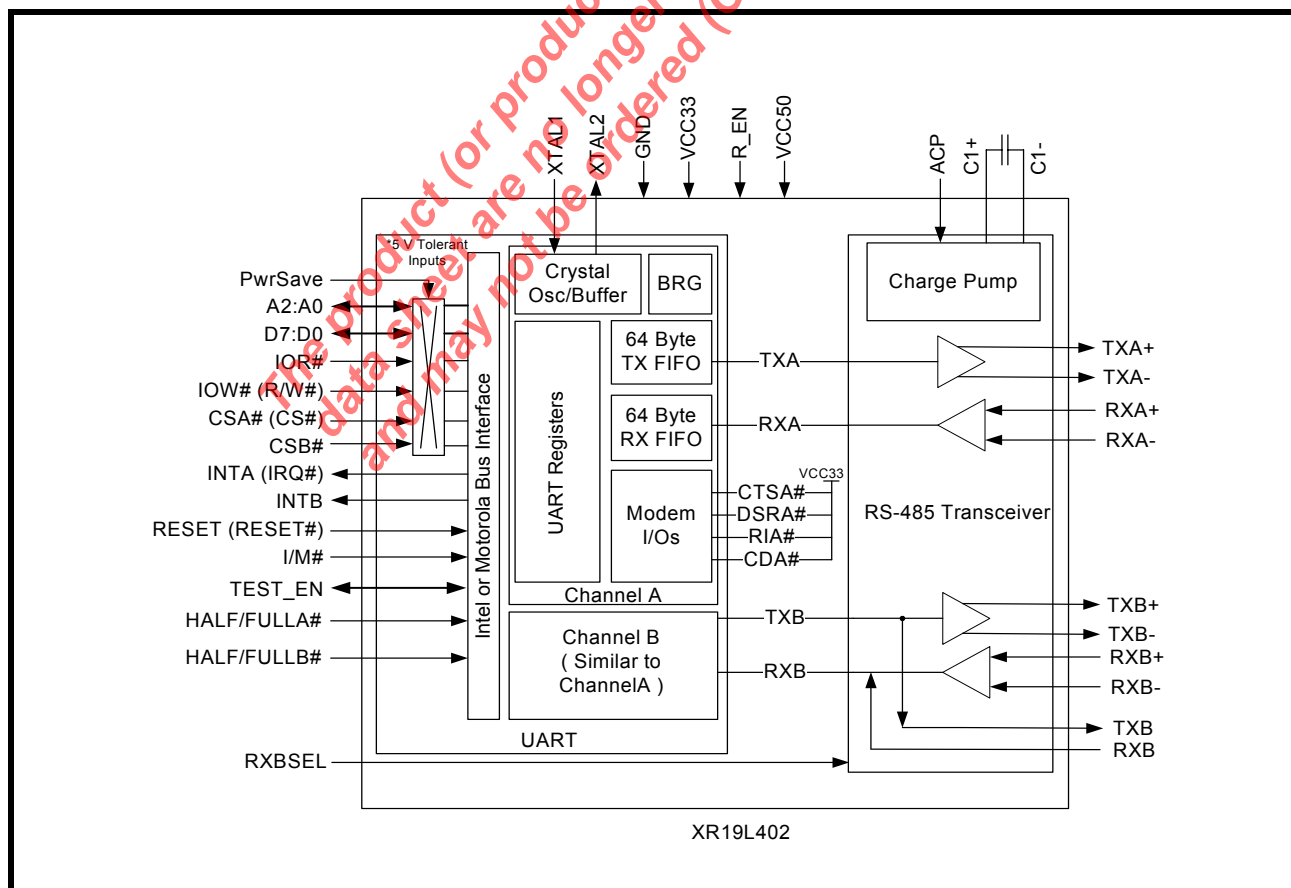 The product (or produc
data sheet are no longer
and may not be ordered (O
XTAL1
XTAL2
GND
VCC33
R_EN
VCC50
ACP
C1+
C1-
*5 V Tolerant
Inputs
PwrSave
A2:A0
D7:D0
IOR#
IOW# (R/W#)
CSA# (CS#)
CSB#
INTA (IRQ#)
INTB
RESET (RESET#)
I/M#
TEST_EN
HALF/FULLA#
HALF/FULLB#
RXBSEL
Intel or Motorola Bus Interface
Crystal
Osc/Buffer
BRG
UART Registers
64 Byte
TX FIFO
64 Byte
RX FIFO
Modem
I/Os
Channel A
Channel B
( Similar to
ChannelA )
UART
TXA
RXA
CTSA#
DSRA#
RIA#
CDA#
VCC33
TXB
RXB
Charge Pump
RS-485 Transceiver
TXA+
TXA-
RXA+
RXA-
TXB+
TXB-
RXB+
RXB-
TXB
RXB
XR19L402